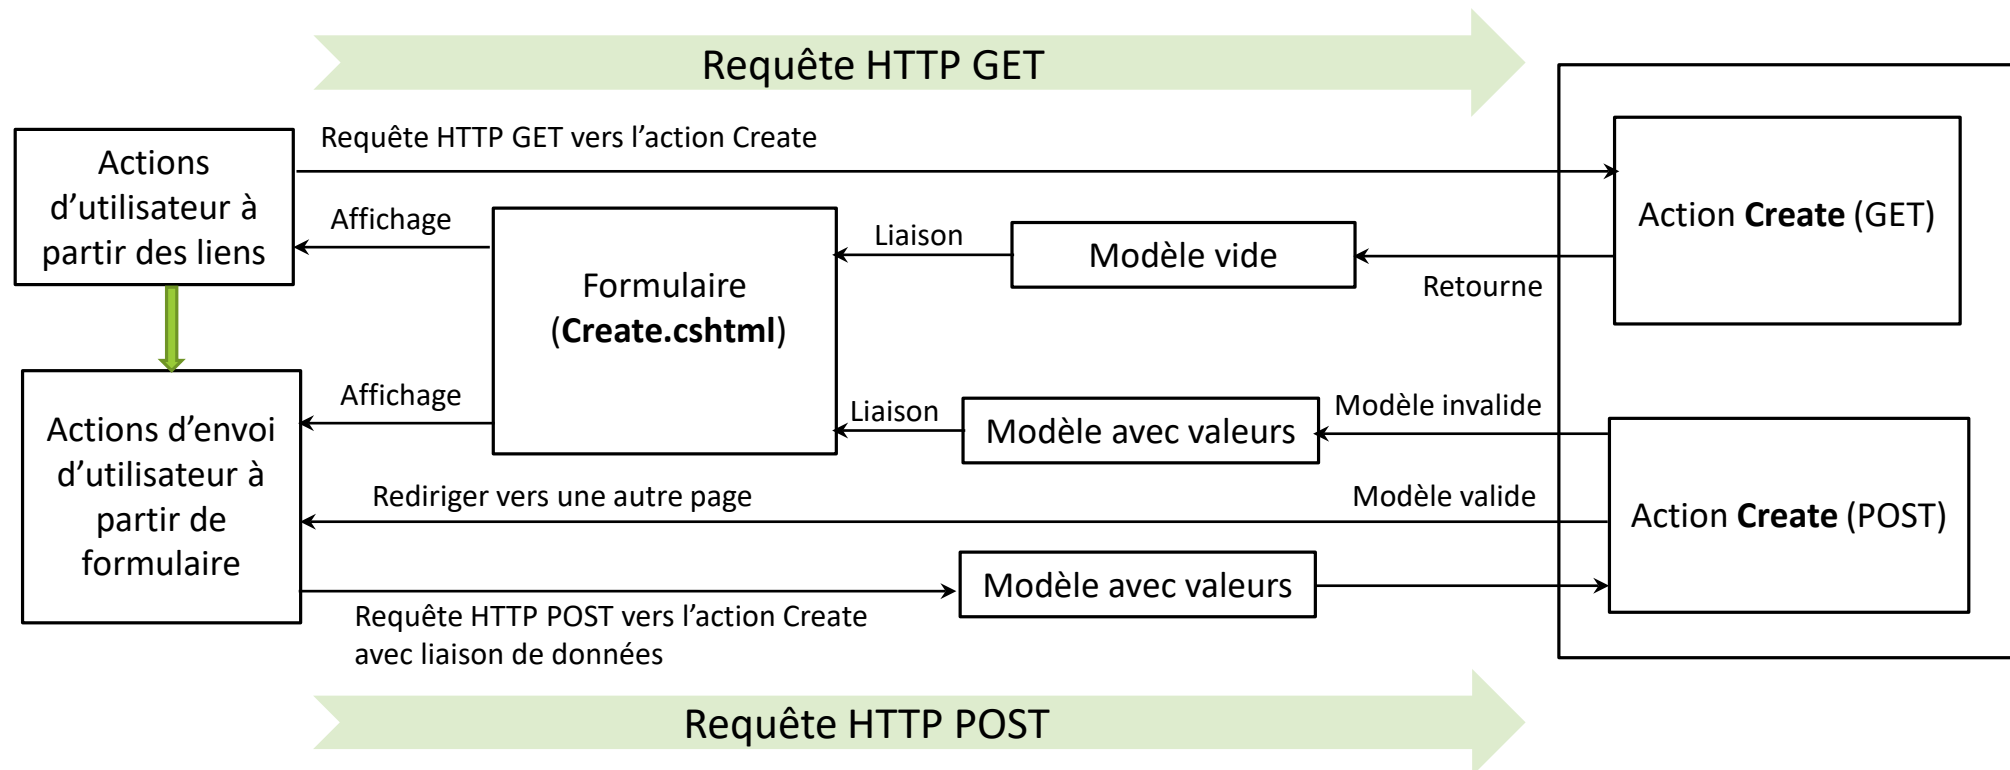 Requête HTTP GET
Requête HTTP GET vers l’action Create
Actions
d’utilisateur à
partir des liens
Affichage
Formulaire
(Create.cshtml)
Liaison
Modèle vide
Retourne
Action Create (GET)
Affichage
Liaison
Modèle avec valeurs
Modèle invalide
Actions d’envoi
d’utilisateur à
partir de
formulaire
Rediriger vers une autre page
Modèle valide
Action Create (POST)
Modèle avec valeurs
Requête HTTP POST vers l’action Create
avec liaison de données
Requête HTTP POST